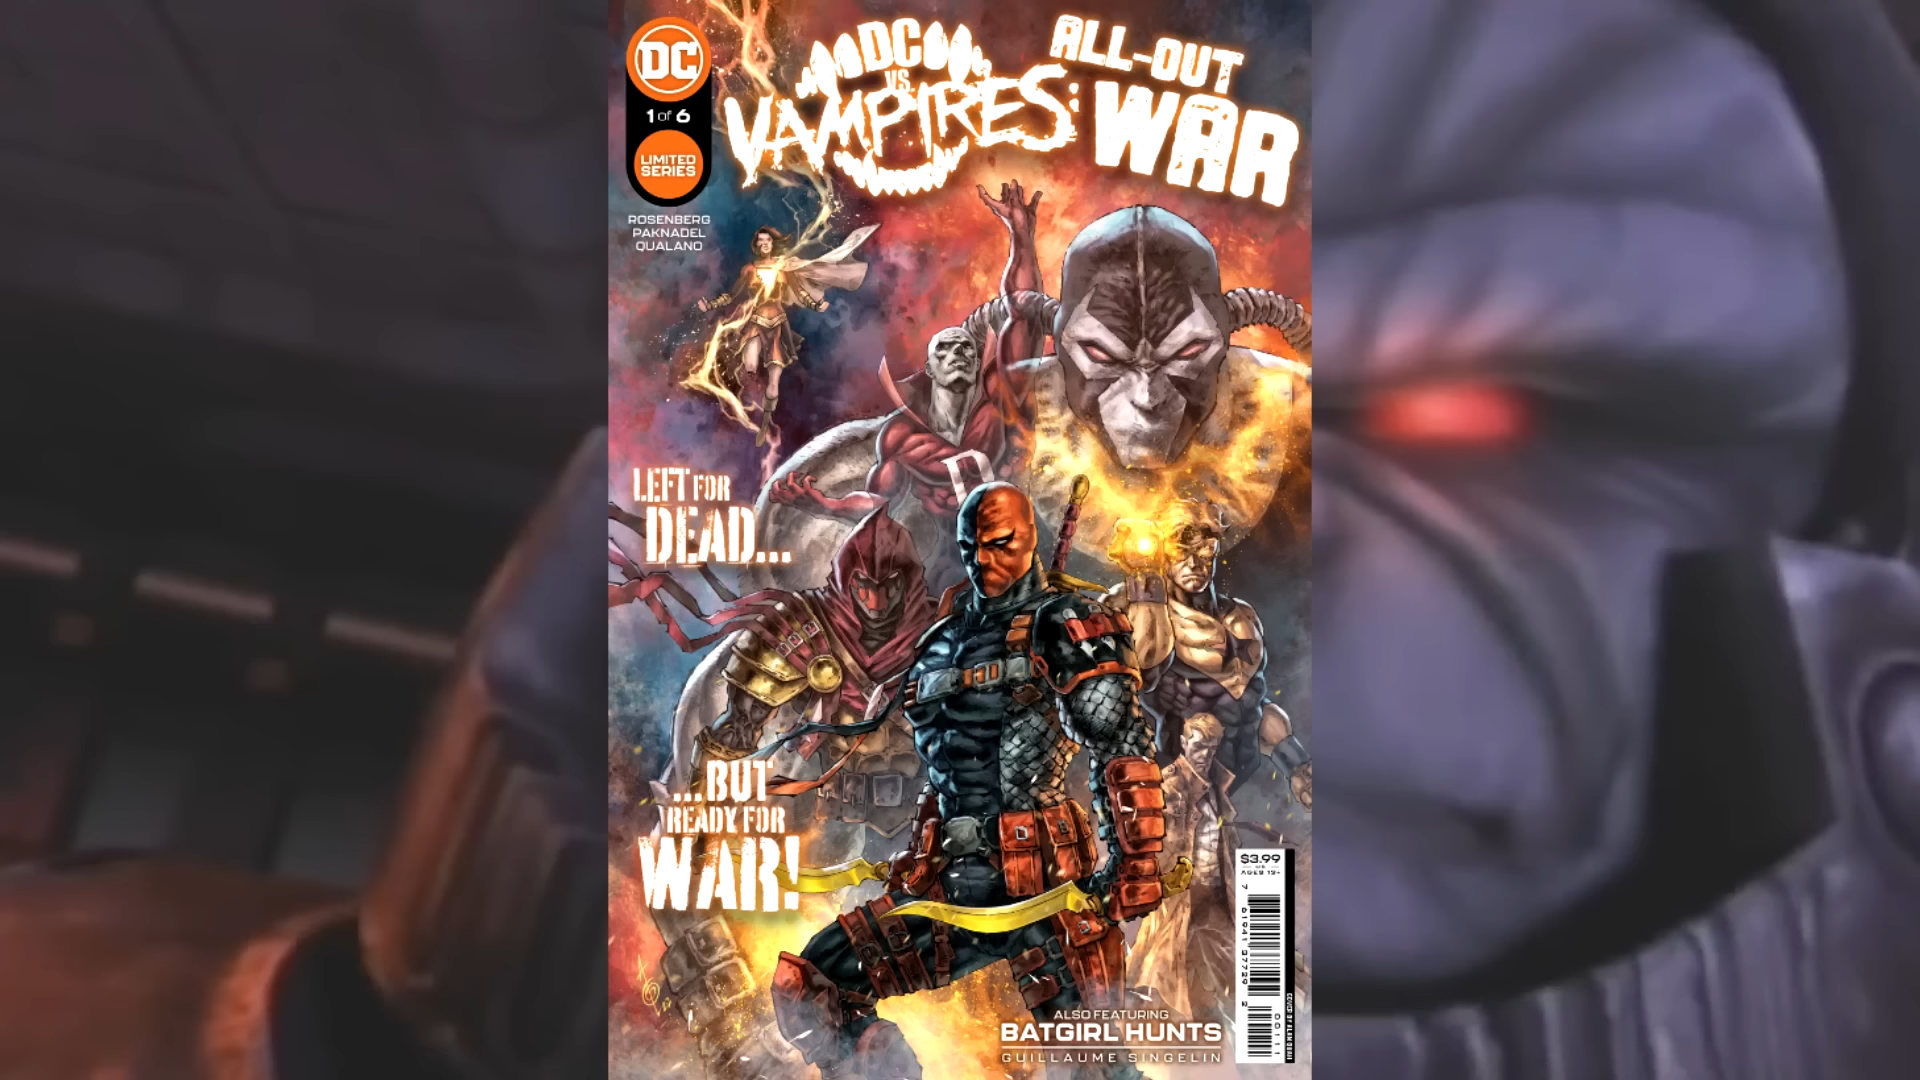 DC
1 of 6
LIMITED
SERIES
ROSENBERG
PAKNADEL
QUALANO
DC
VS.
VAMPIRES:
ALL-OUT
WAR
LEFT FOR
DEAD...
...BUT
READY FOR
WAR!
D
ALSO FEATURING
BATGIRL HUNTS
GUILLAUME SINGELIN
$3.99
US
AGES 13+